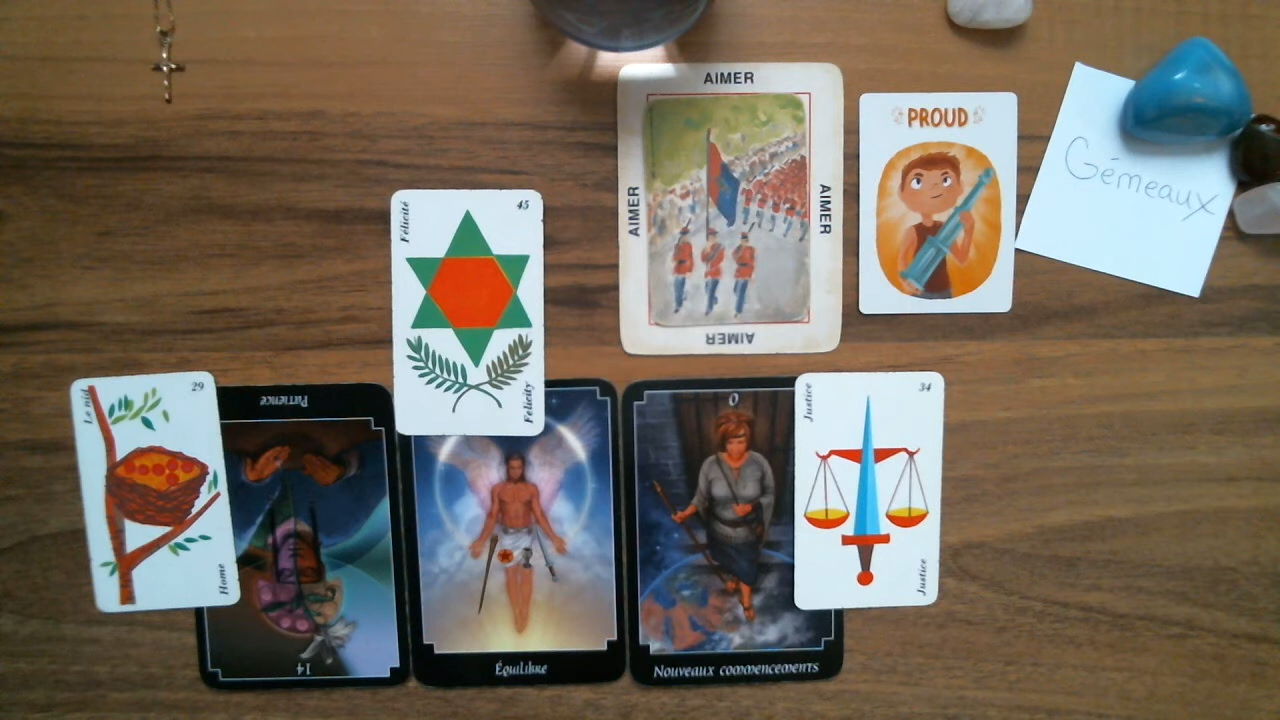 AIMER
AIMER
AIMER
AIMER
PROUD
Gémeaux
Félicité
45
Felicity
Le nid
29
Home
Patience
14
Équilibre
0
Nouveaux commencements
Justice
34
Justice